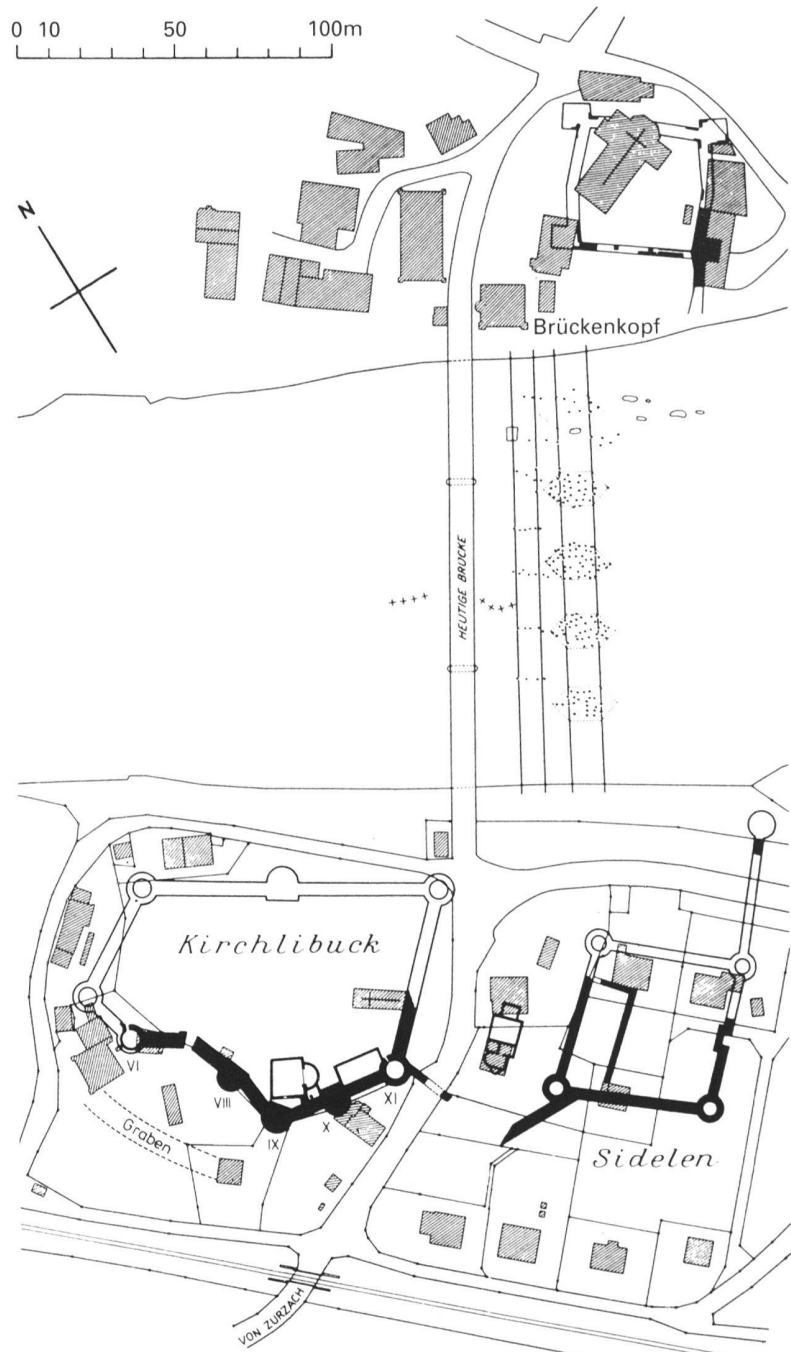 0 10 50 100m
N
Brückenkopf
HEUTIGE BRÜCKE
Kirchlibuck
VI
VIII
IX
X
XI
Graben
Sidelen
VON ZURZACH